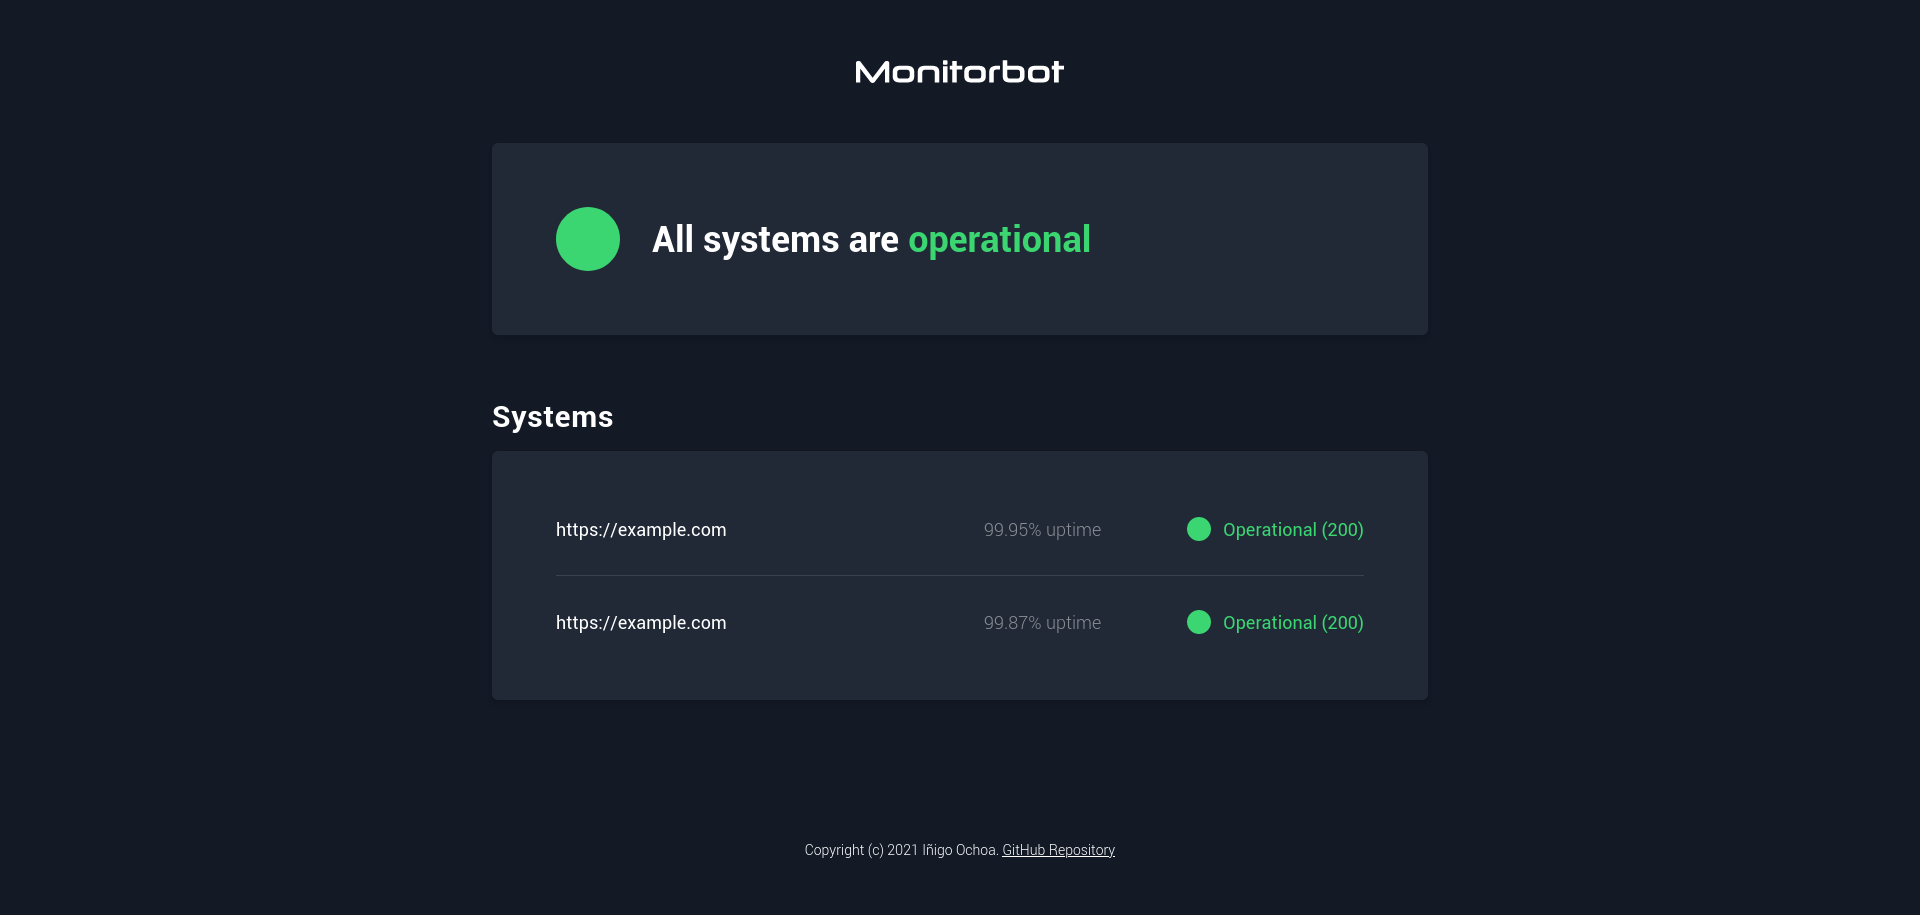 Monitorbot
All systems are operational
Systems
https://example.com 99.95% uptime Operational (200)
https://example.com 99.87% uptime Operational (200)
Copyright (c) 2021 Iñigo Ochoa. GitHub Repository